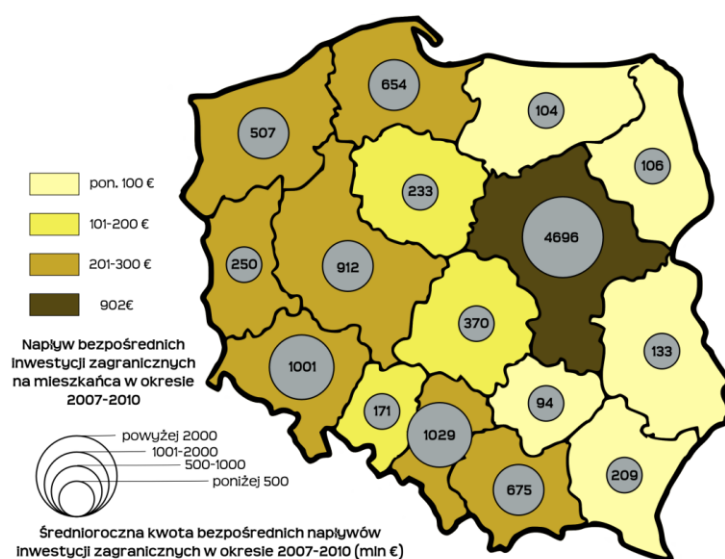 654
104
507
106
pon. 100 €
233
101-200 €
4696
201-300 €
250
912
902€
370
133
Napływ bezpośrednich
inwestycji zagranicznych
na mieszkańca w okresie
2007-2010
1001
94
171
powyżej 2000
1029
1001-2000
500-1000
209
675
poniżej 500
Średnioroczna kwota bezpośrednich napływów
inwestycji zagranicznych w okresie 2007-2010 (mln €)